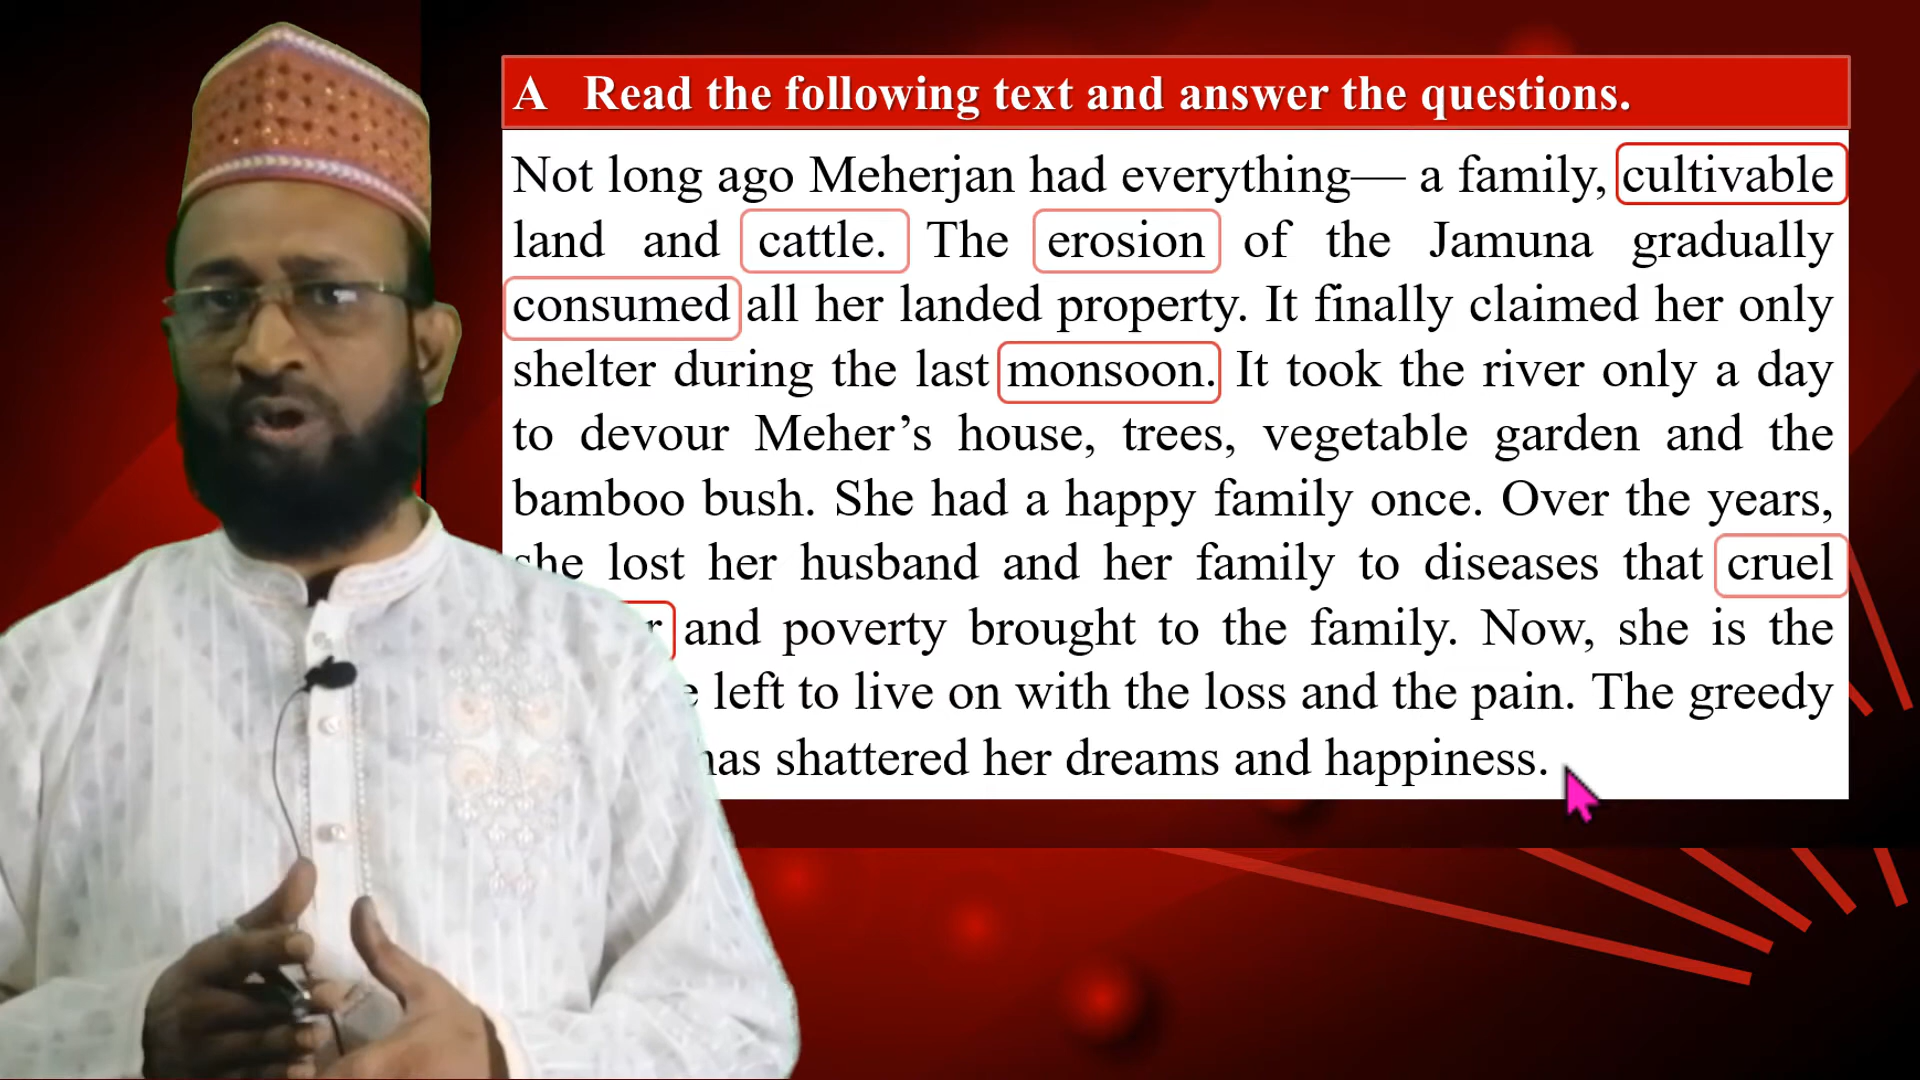 A Read the following text and answer the questions.
Not long ago Meherjan had everything— a family, cultivable
land and cattle. The erosion of the Jamuna gradually
consumed all her landed property. It finally claimed her only
shelter during the last monsoon. It took the river only a day
to devour Meher’s house, trees, vegetable garden and the
bamboo bush. She had a happy family once. Over the years,
she lost her husband and her family to diseases that cruel
and poverty brought to the family. Now, she is the
left to live on with the loss and the pain. The greedy
has shattered her dreams and happiness.